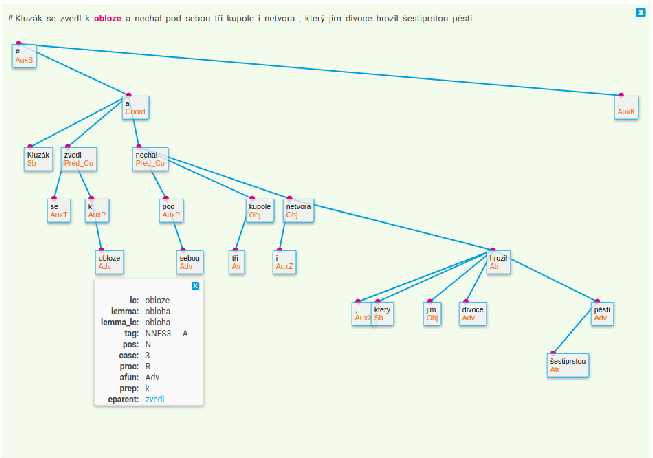 # Kluzák se zvedl k obloze a nechal pod sebou tři kupole i netvora , který jim divoce hrozil šestiprstou pěstí .
#
AuxS
a
Coord
.
AuxK
Kluzák
Sb
zvedl
Pred_Co
nechal
Pred_Co
se
AuxT
k
AuxP
pod
AuxP
kupole
Obj
netvora
Obj
obloze
Adv
sebou
Adv
tři
Atr
i
AuxZ
hrozil
Atr
,
AuxX
který
Sb
jim
Obj
divoce
Adv
pěstí
Adv
šestiprstou
Atr
lc: obloze
lemma: obloha
lemma_lc: obloha
tag: NNFS3 A
pos: N
case: 3
proc: R
afun: Adv
prep: k
eparent: zvedl